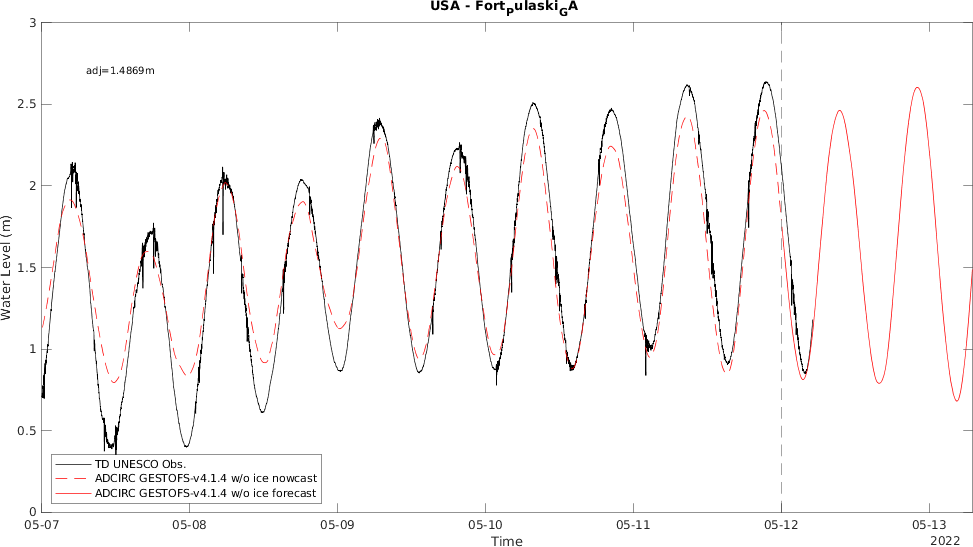 USA - Fort_Pulaski_GA
adj=1.4869m
Water Level (m)
3
2.5
2
1.5
1
0.5
0
TD UNESCO Obs.
ADCIRC GESTOFS-v4.1.4 w/o ice nowcast
ADCIRC GESTOFS-v4.1.4 w/o ice forecast
05-07 05-08 05-09 05-10 05-11 05-12 05-13
Time
2022